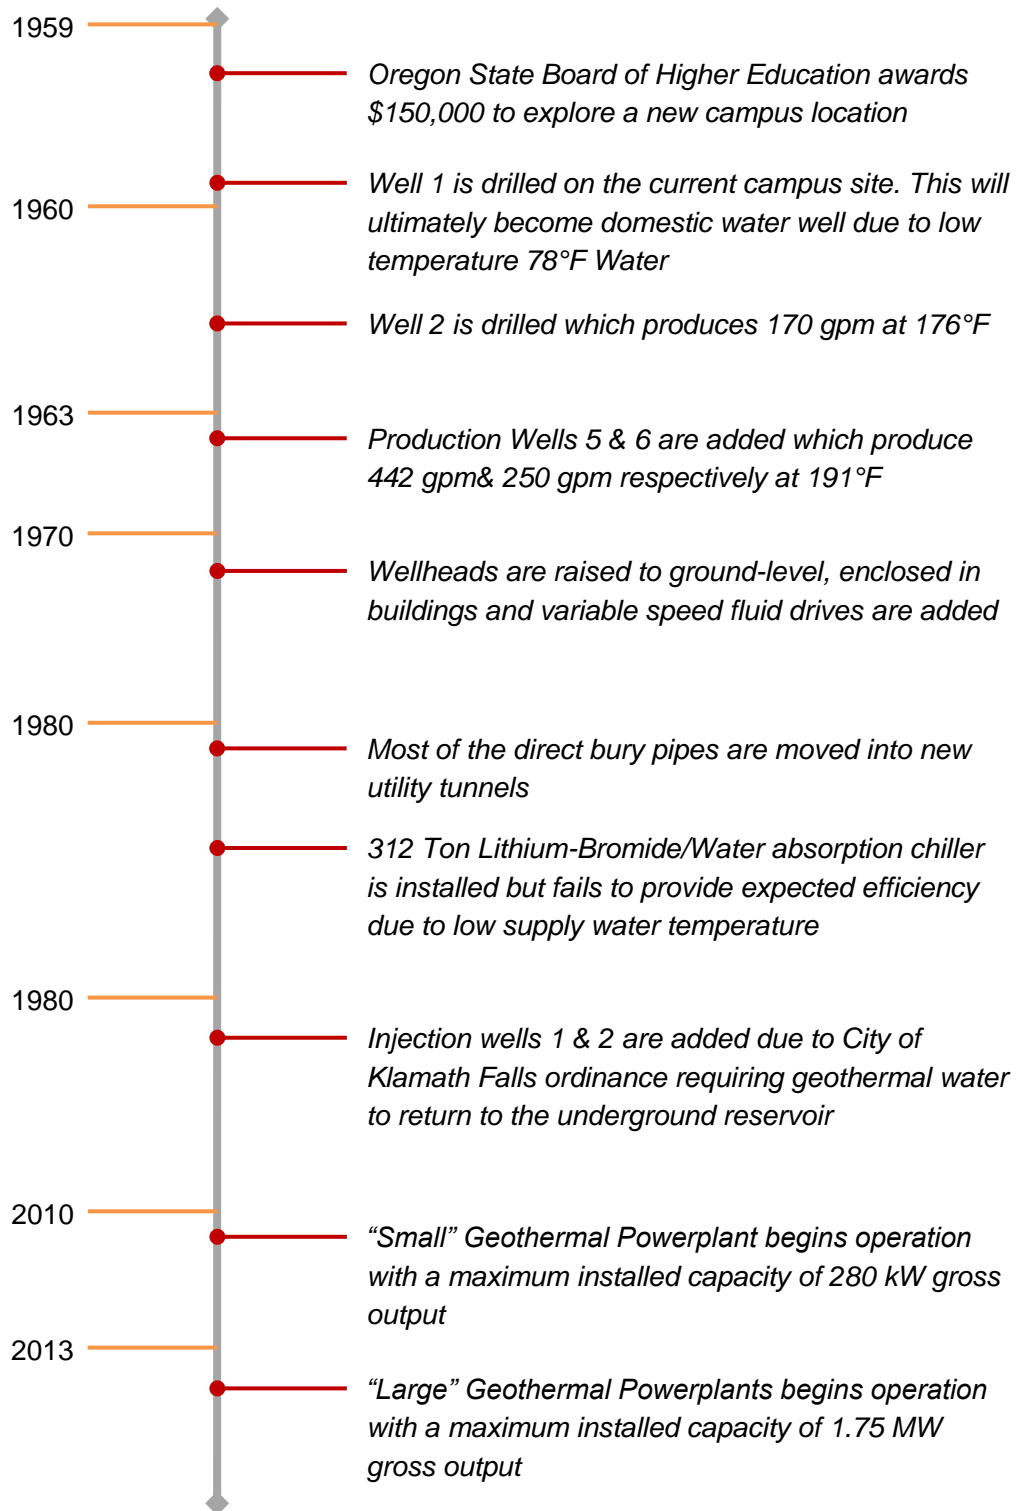 1959
Oregon State Board of Higher Education awards
$150,000 to explore a new campus location
Well 1 is drilled on the current campus site. This will
1960
ultimately become domestic water well due to low
temperature 78°F Water
Well 2 is drilled which produces 170 gpm at 176°F
1963
Production Wells 5 & 6 are added which produce
442 gpm& 250 gpm respectively at 191°F
1970
Wellheads are raised to ground-level, enclosed in
buildings and variable speed fluid drives are added
1980
Most of the direct bury pipes are moved into new
utility tunnels
312 Ton Lithium-Bromide/Water absorption chiller
is installed but fails to provide expected efficiency
due to low supply water temperature
1980
Injection wells 1 & 2 are added due to City of
Klamath Falls ordinance requiring geothermal water
to return to the underground reservoir
2010
“Small” Geothermal Powerplant begins operation
with a maximum installed capacity of 280 kW gross
output
2013
“Large” Geothermal Powerplants begins operation
with a maximum installed capacity of 1.75 MW
gross output